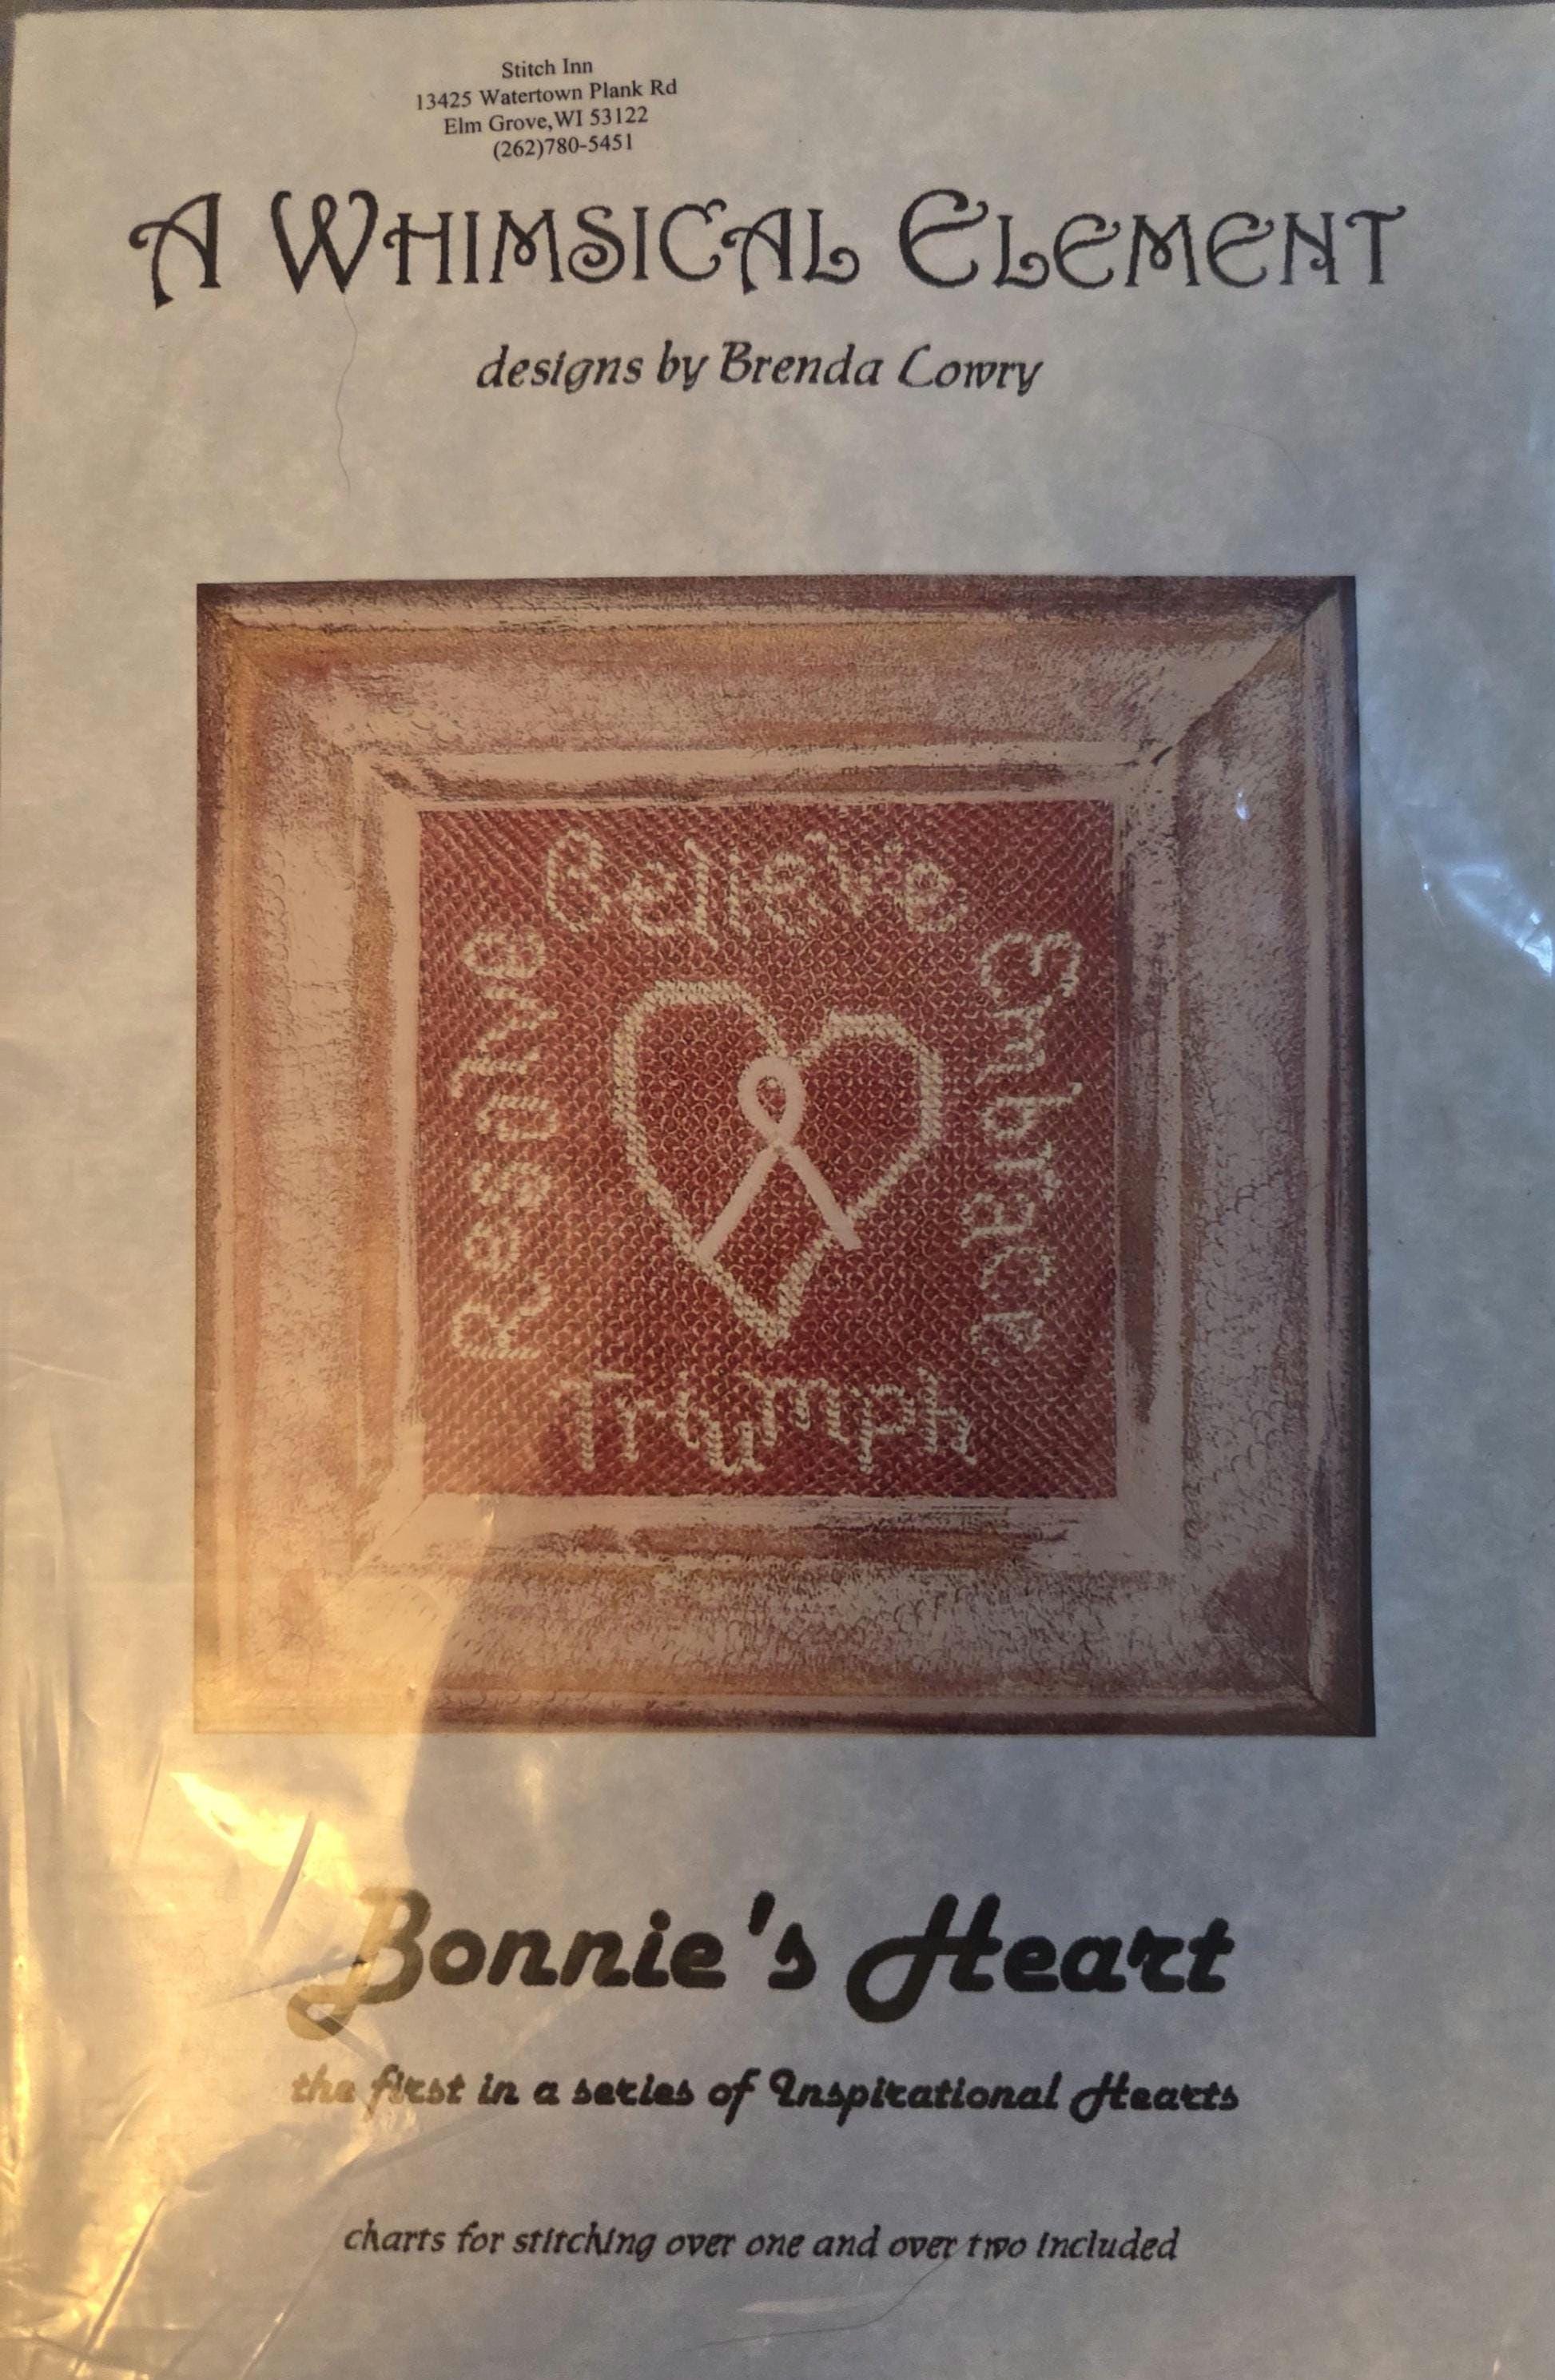 Stitch Inn
13425 Watertown Plank Rd
Elm Grove,WI 53122
(262)780-5451
A WHIMSICAL ELEMENT
designs by Brenda Lowry
Believe
Embrace
Resolve
Triumph
Bonnie's Heart
the first in a series of Inspirational Hearts
charts for stitching over one and over two included